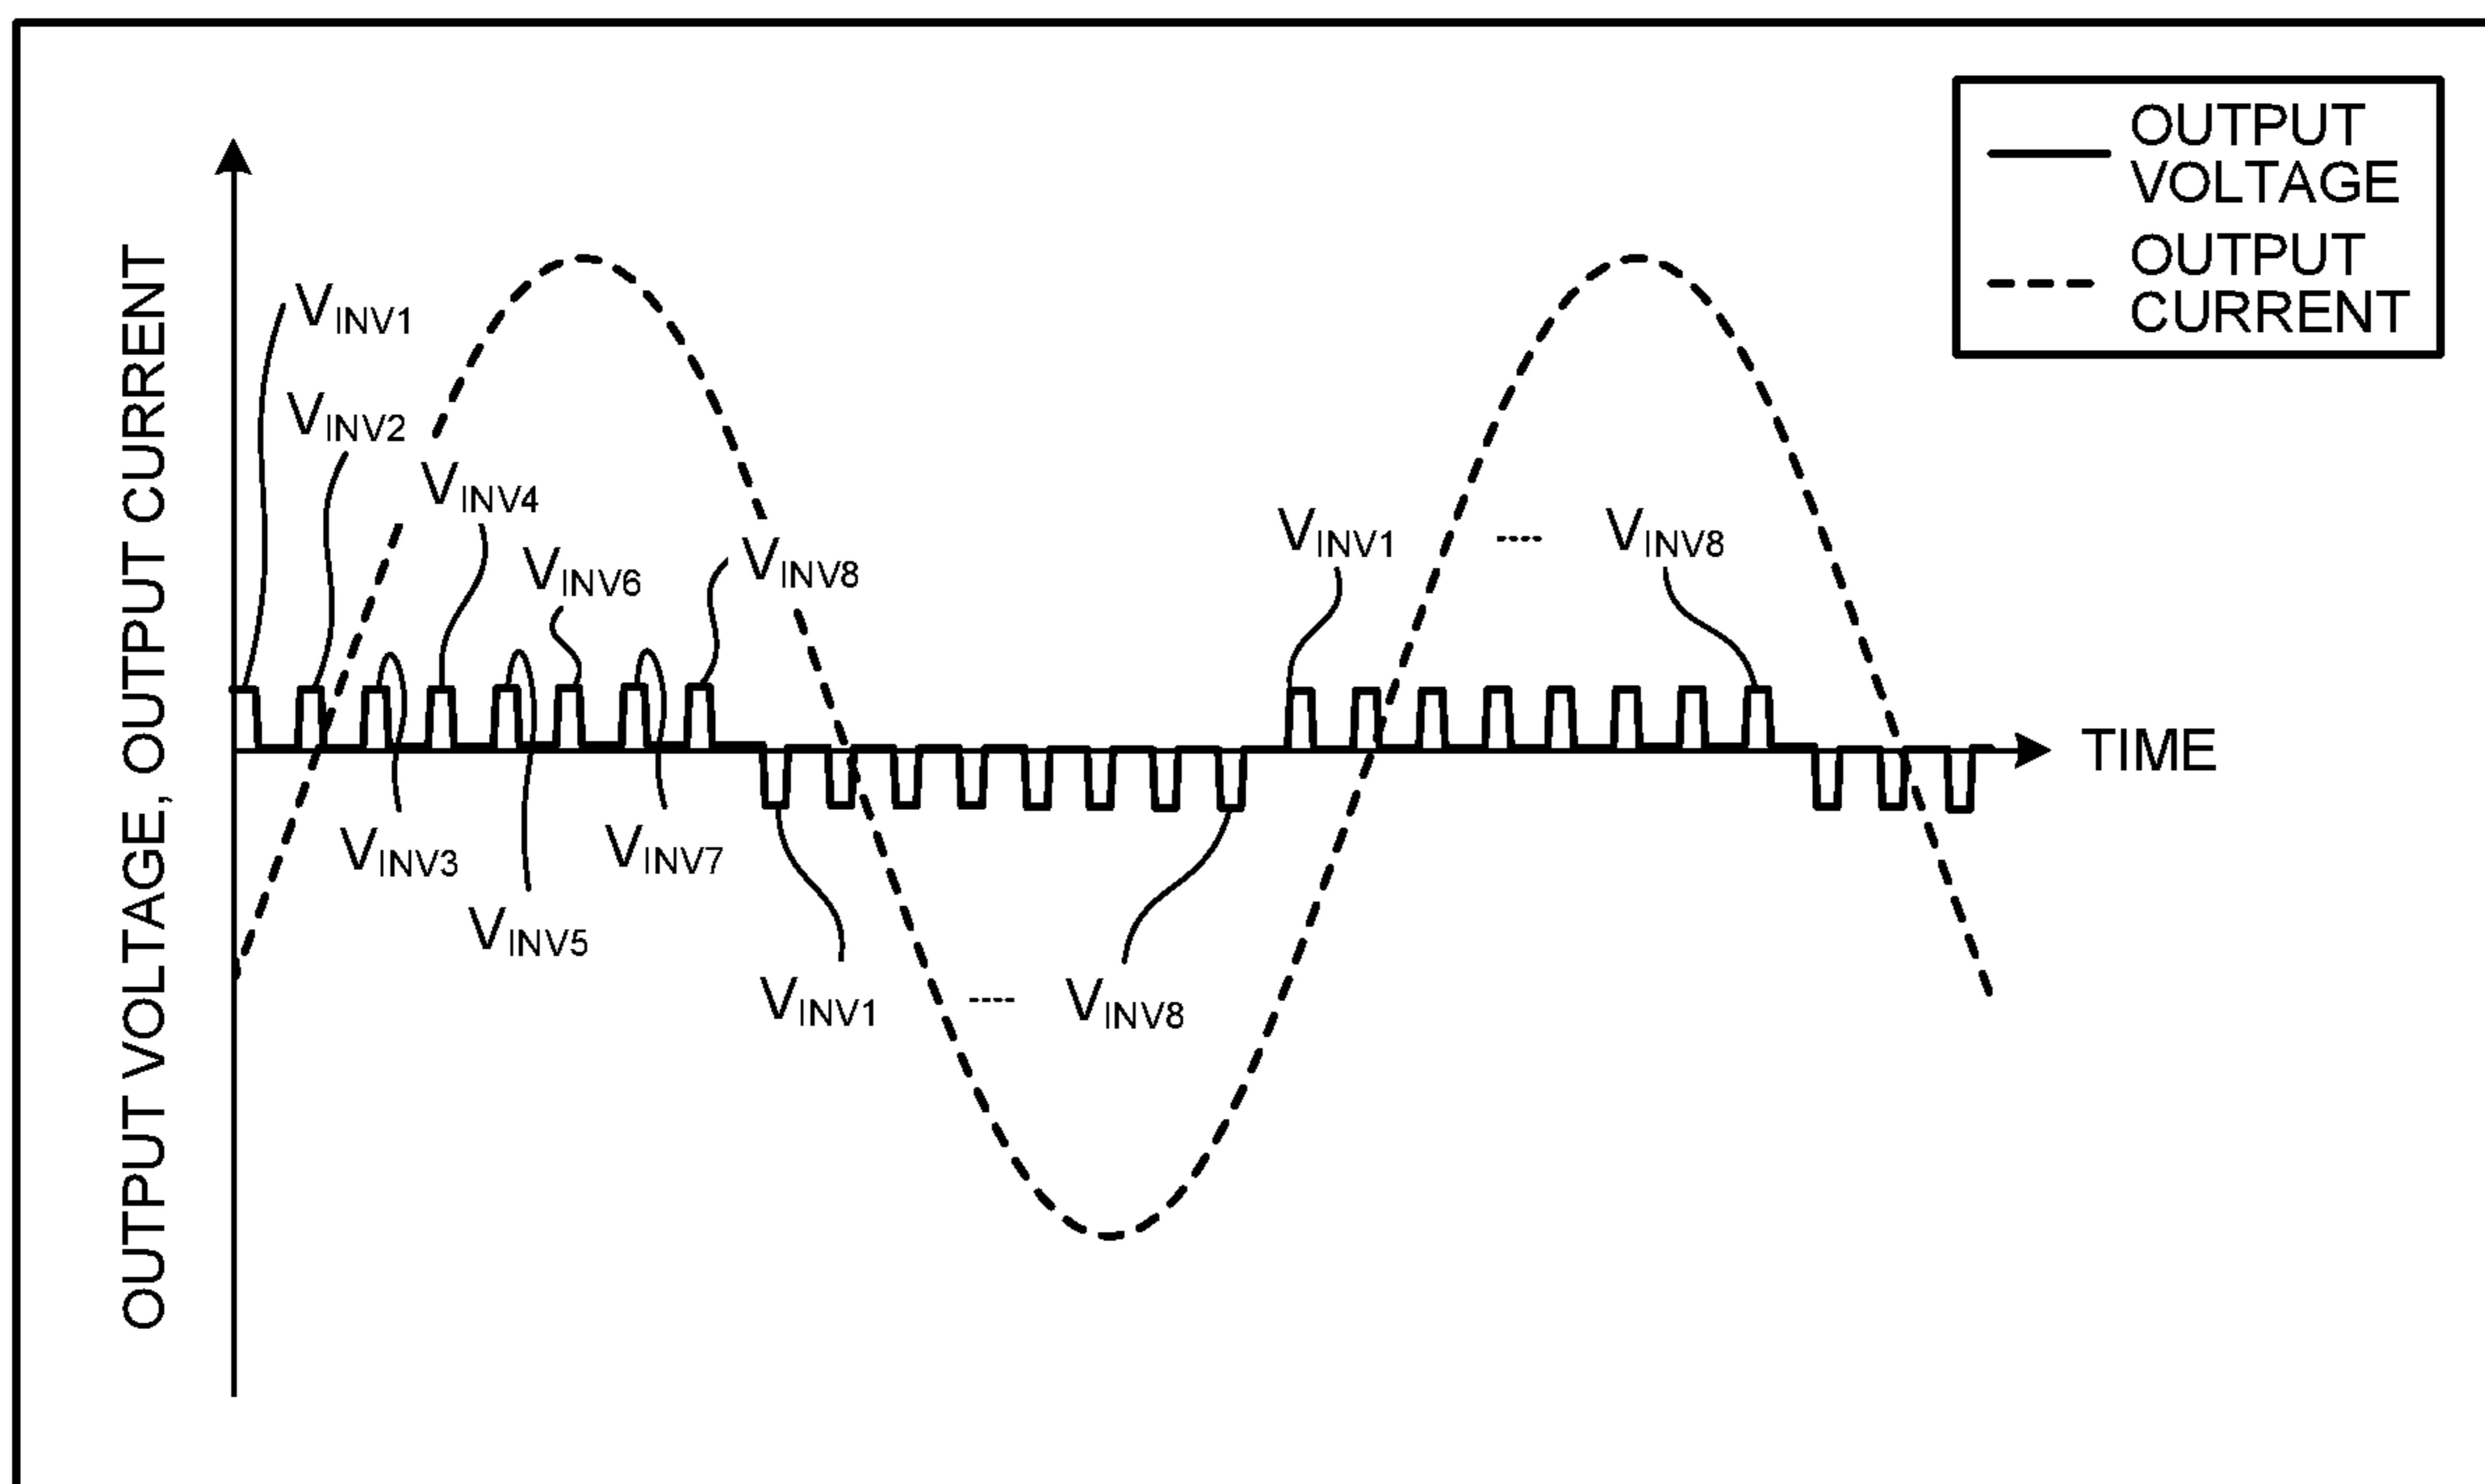 OUTPUT
VOLTAGE
OUTPUT
CURRENT
OUTPUT VOLTAGE, OUTPUT CURRENT
VINV1
VINV2
VINV4
VINV6
VINV8
VINV1 ---- VINV8
TIME
VINV3
VINV7
VINV5
VINV1 ---- VINV8